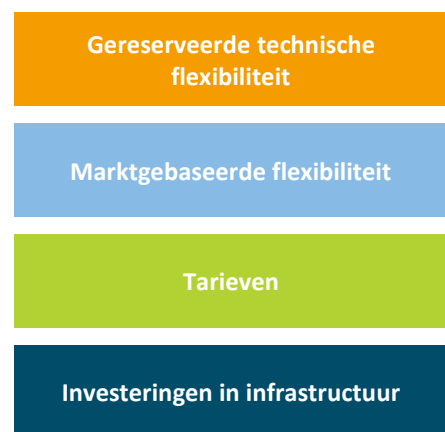 Gereserveerde technische
flexibiliteit
Marktgebaseerde flexibiliteit
Tarieven
Investeringen in infrastructuur